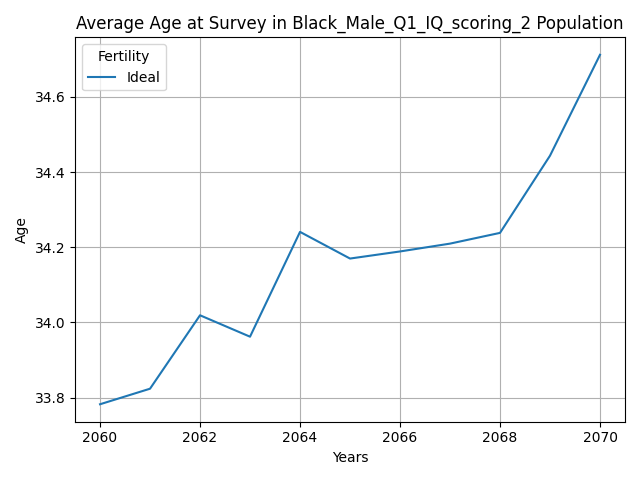 Average Age at Survey in Black_Male_Q1_IQ_scoring_2 Population
Fertility
Ideal
34.6
34.4
34.2
34.0
33.8
Age
2060
2062
2064
2066
2068
2070
Years